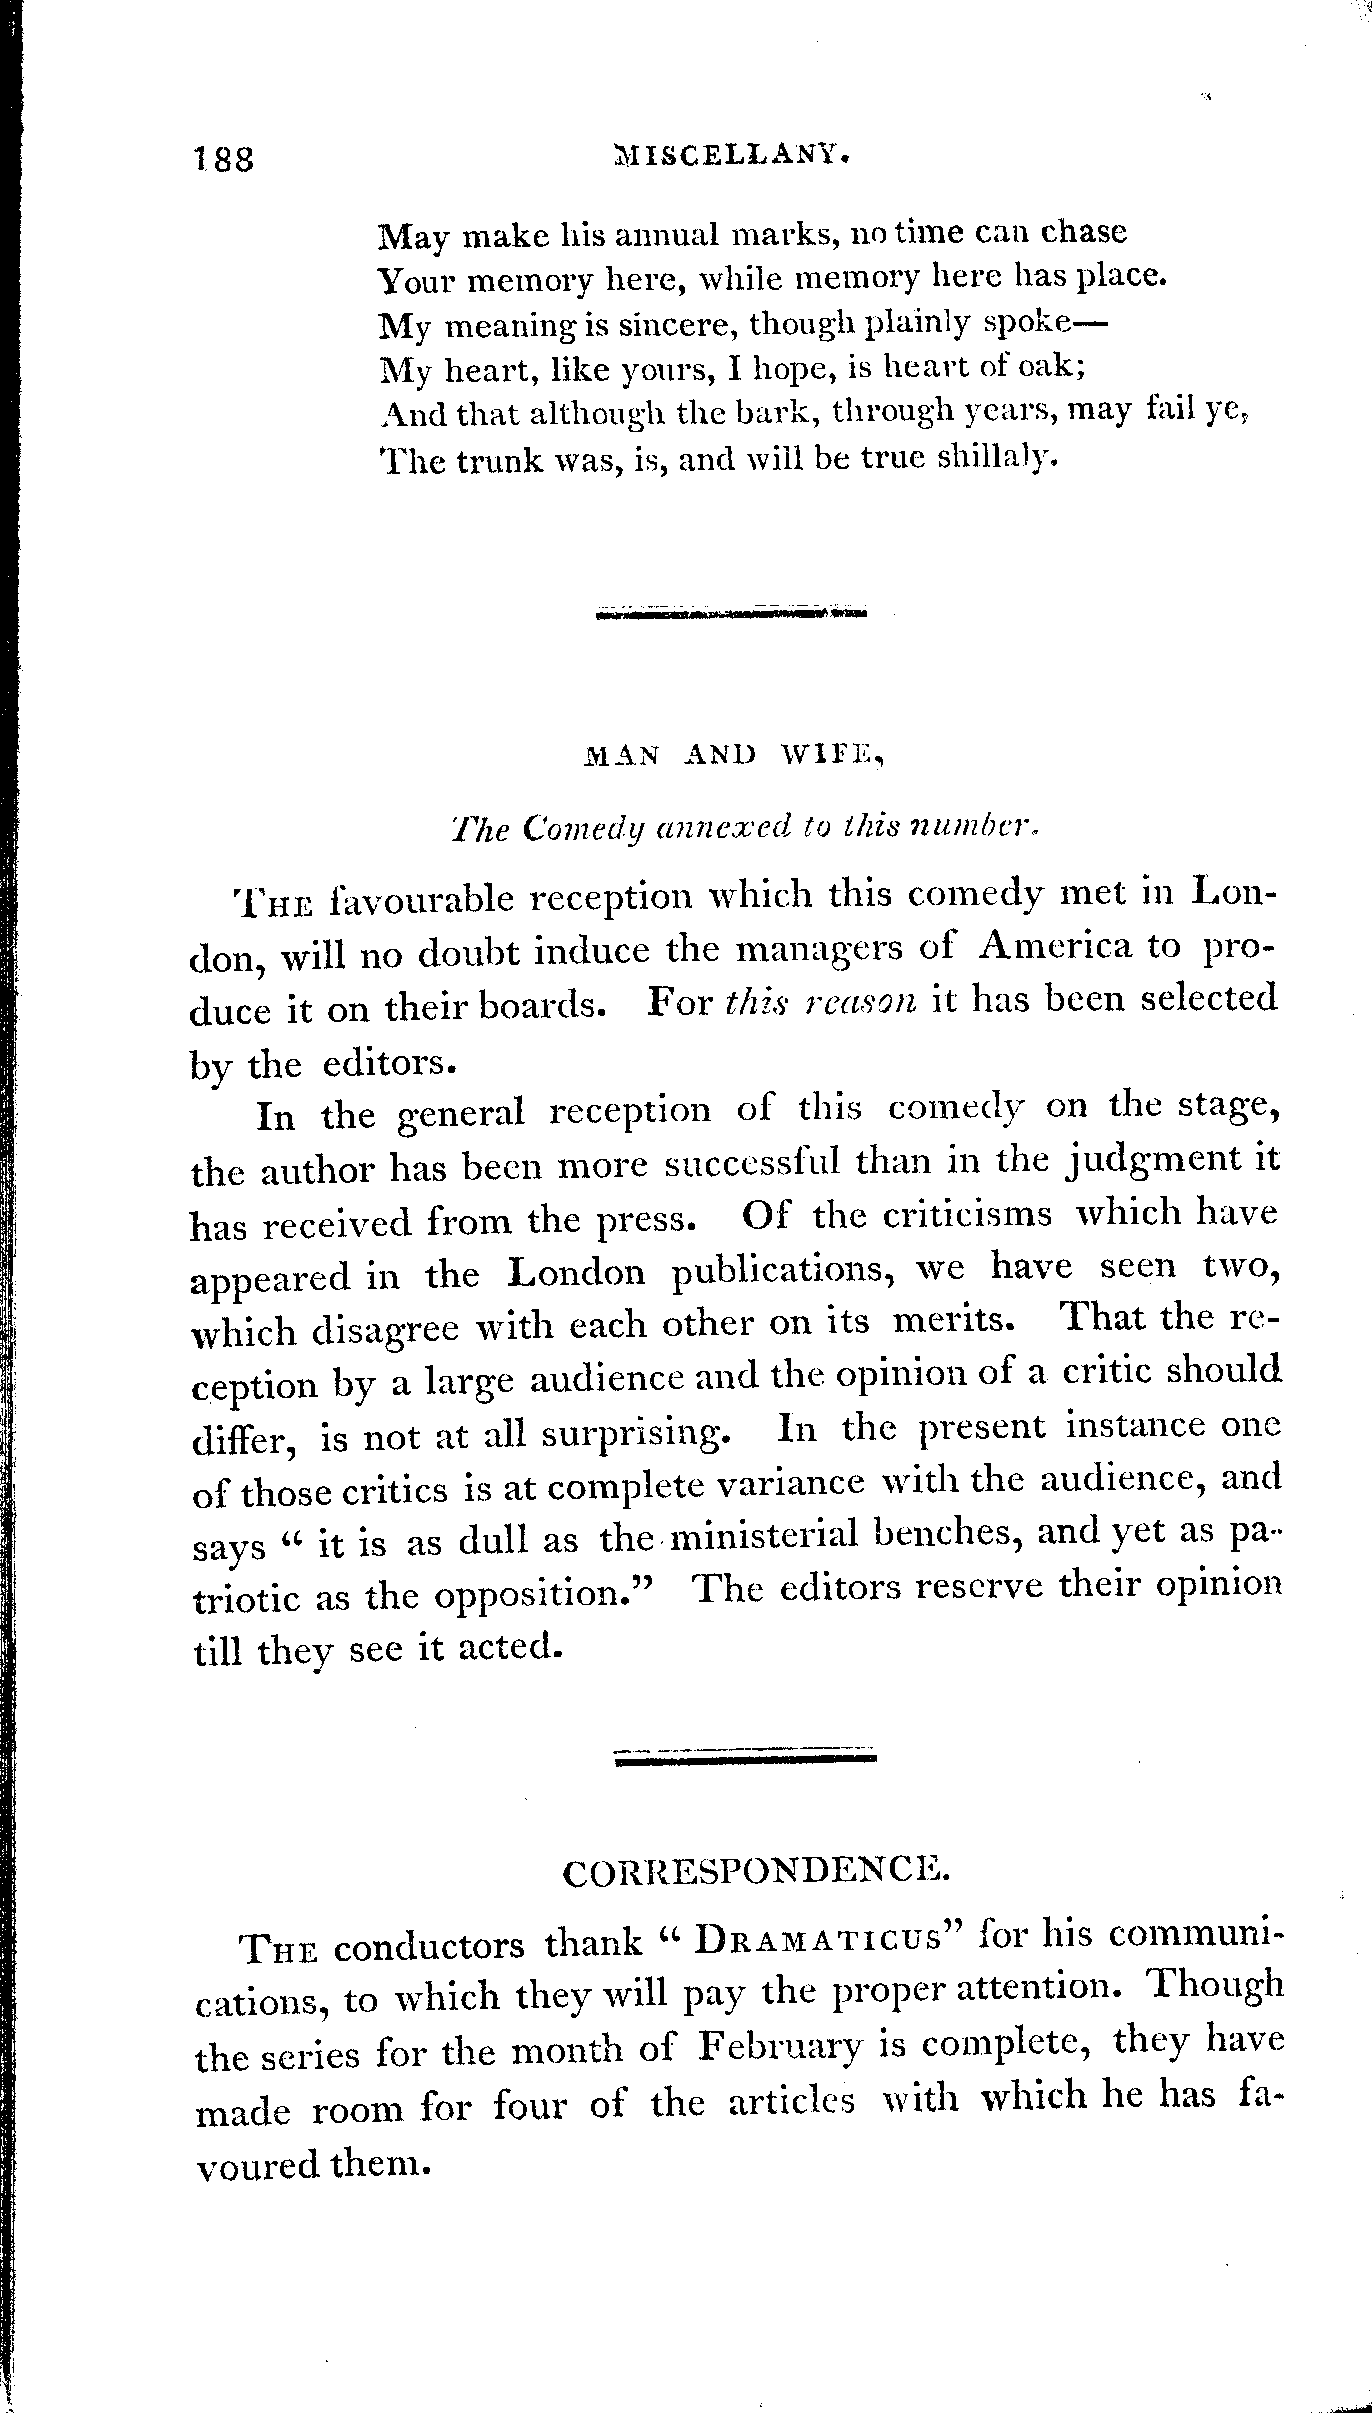 188 MISCELLANY.
May make his annual marks, no time can chase
Your memory here, while memory here has place.
My meaning is sincere, though plainly spoke—
My heart, like yours, I hope, is heart of oak;
And that although the bark, through years, may fail ye,
The trunk was, is, and will be true shillaly.
MAN AND WIFE,
The Comedy annexed to this number.
THE favourable reception which this comedy met in Lon-
don, will no doubt induce the managers of America to pro-
duce it on their boards. For this reason it has been selected
by the editors.
In the general reception of this comedy on the stage,
the author has been more successful than in the judgment it
has received from the press. Of the criticisms which have
appeared in the London publications, we have seen two,
which disagree with each other on its merits. That the re-
ception by a large audience and the opinion of a critic should
differ, is not at all surprising. In the present instance one
of those critics is at complete variance with the audience, and
says “ it is as dull as the ministerial benches, and yet as pa-
triotic as the opposition.” The editors reserve their opinion
till they see it acted.
CORRESPONDENCE.
THE conductors thank “ DRAMATICUS” for his communi-
cations, to which they will pay the proper attention. Though
the series for the month of February is complete, they have
made room for four of the articles with which he has fa-
voured them.